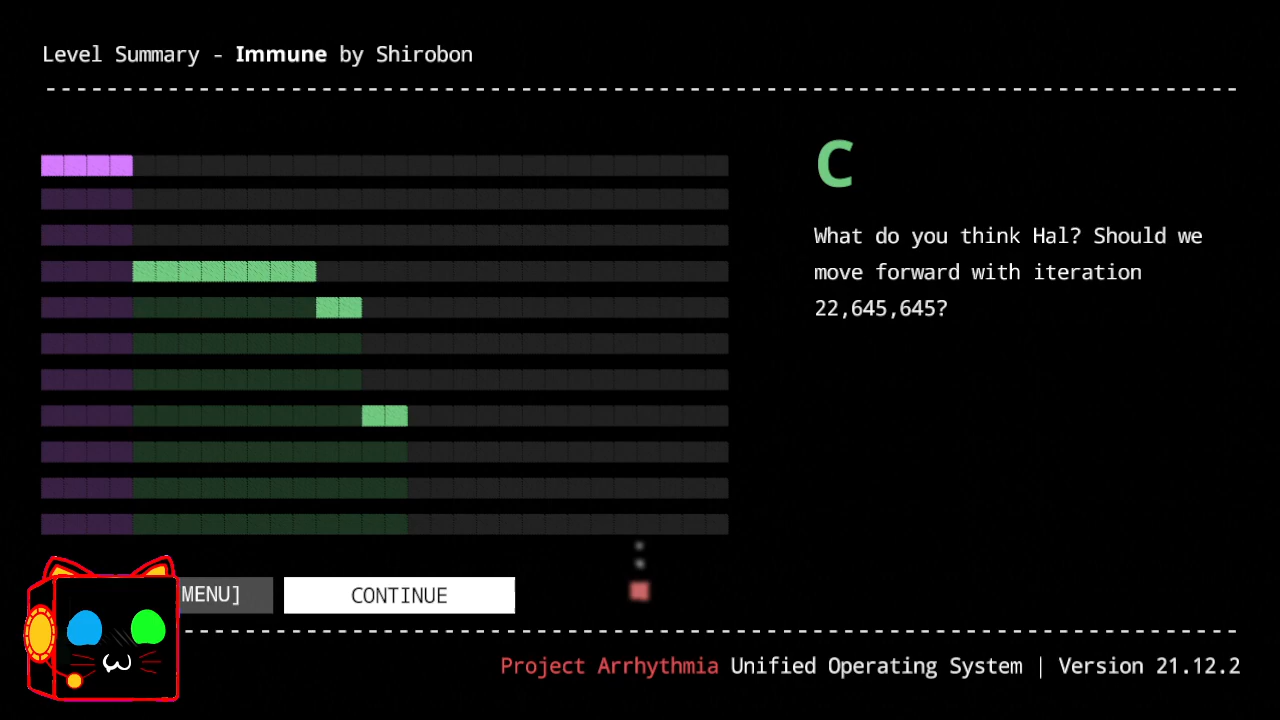 Level Summary - Immune by Shirobon
C
What do you think Hal? Should we
move forward with iteration
22,645,645?
MENU]
CONTINUE
Project Arrhythmia Unified Operating System | Version 21.12.2